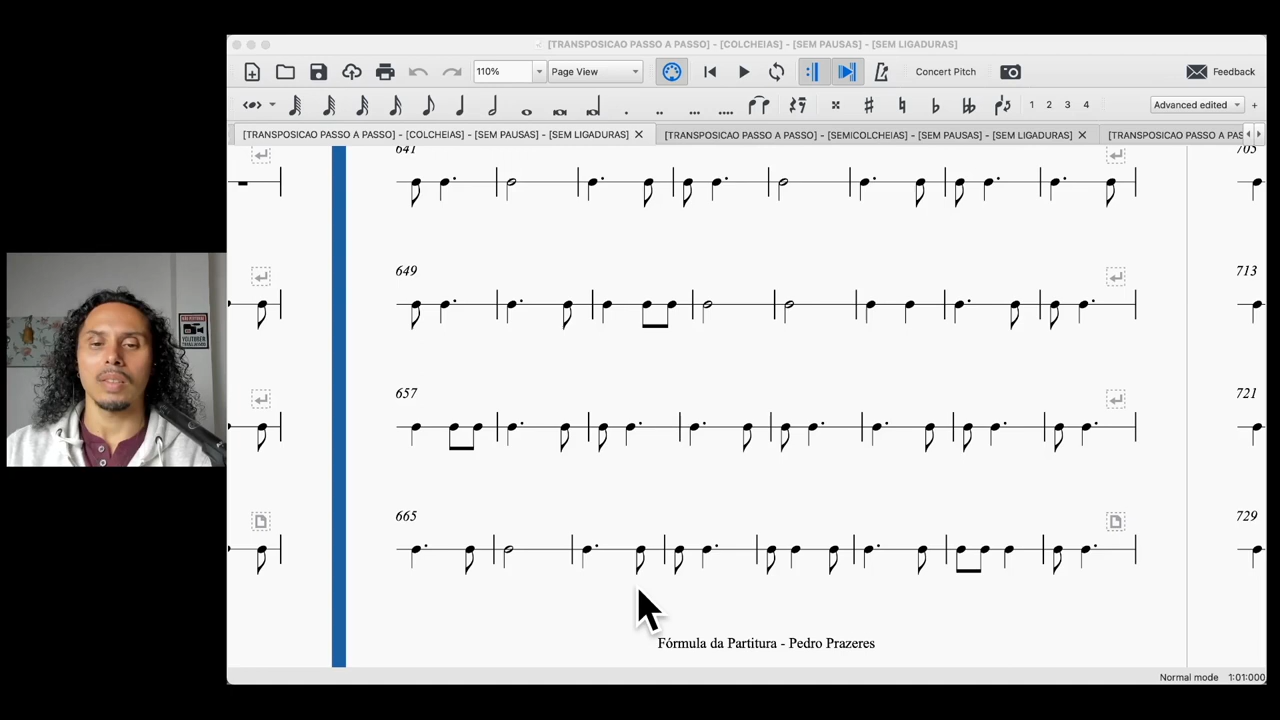 [TRANSPOSICAO PASSO A PASSO] - [COLCHEIAS] - [SEM PAUSAS] - [SEM LIGADURAS]
110% Page View Concert Pitch Feedback
1 2 3 4 Advanced edited +
[TRANSPOSICAO PASSO A PASSO] - [COLCHEIAS] - [SEM PAUSAS] - [SEM LIGADURAS] [TRANSPOSICAO PASSO A PASSO] - [SEMICOLCHEIAS] - [SEM PAUSAS] - [SEM LIGADURAS] [TRANSPOSICAO PASSO A PAS
641 705
649 713
657 721
665 729
Fórmula da Partitura - Pedro Prazeres
Normal mode 1:01:000